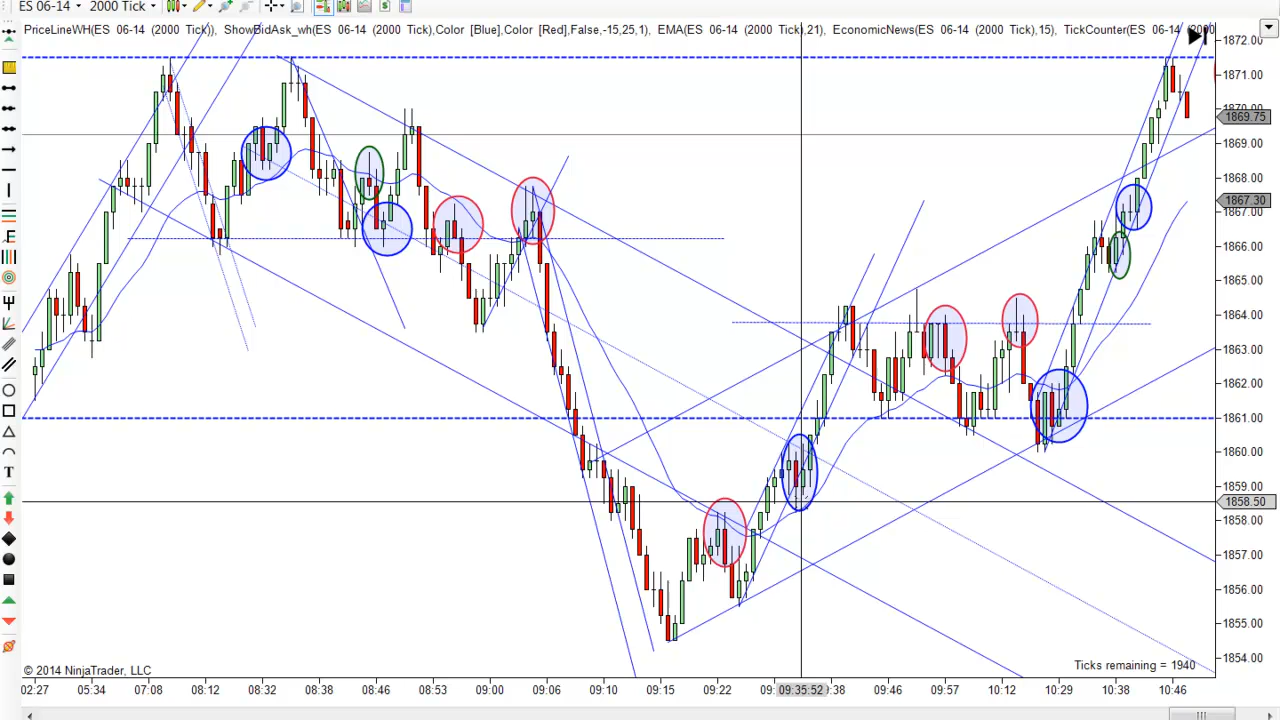 ES 06-14
2000 Tick
PriceLineWH(ES 06-14 (2000 Tick)), ShowBidAsk_wh(ES 06-14 (2000 Tick),Color [Blue],Color [Red],False,-15,25,1), EMA(ES 06-14 (2000 Tick),21), EconomicNews(ES 06-14 (2000 Tick),15), TickCounter(ES 06-14 (2000
1872.00
1871.00
1870.00
1869.75
1869.00
1868.00
1867.30
1867.00
1866.00
1865.00
1864.00
1863.00
1862.00
1861.00
1860.00
1859.00
1858.50
1858.00
1857.00
1856.00
1855.00
1854.00
F
T
© 2014 NinjaTrader, LLC
Ticks remaining = 1940
02:27 05:34 07:08 08:12 08:32 08:38 08:46 08:53 09:00 09:06 09:10 09:15 09:22 09:35:52 :38 09:46 09:57 10:12 10:29 10:38 10:46